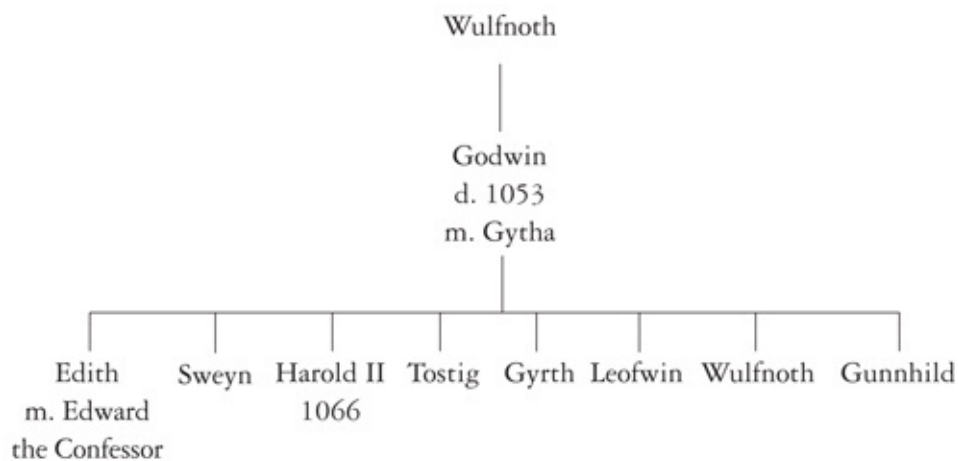 Wulfnoth
Godwin
d. 1053
m. Gytha
Edith
m. Edward
the Confessor
Sweyn
Harold II
1066
Tostig
Gyrth
Leofwin
Wulfnoth
Gunnhild